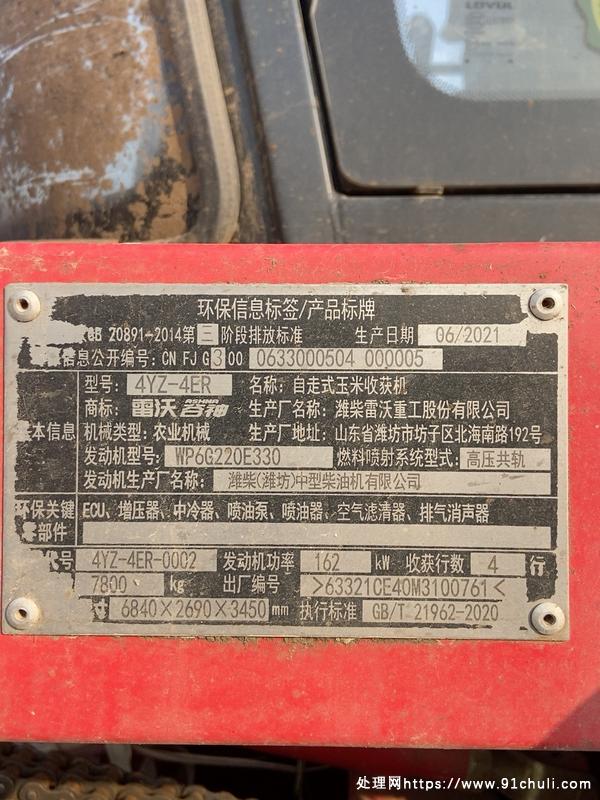 LOVOL
环保信息标签/产品标牌
GB 20891-2014第三阶段排放标准 生产日期 06/2021
信息公开编号: CN FJ G3 00 0633000504 000005
型号: 4YZ-4ER 名称: 自走式玉米收获机
商标: 雷沃谷神 生产厂名称: 潍柴雷沃重工股份有限公司
基本信息 机械类型: 农业机械 生产厂地址: 山东省潍坊市坊子区北海南路192号
发动机型号: WP6G220E330 燃料喷射系统型式: 高压共轨
发动机生产厂名称: 潍柴(潍坊)中型柴油机有限公司
环保关键零部件 ECU、增压器、中冷器、喷油泵、喷油器、空气滤清器、排气消声器
代号 4YZ-4ER-0002 发动机功率 162 kW 收获行数 4 行
7800 kg 出厂编号 >63321CE40M3100761<
寸 6840×2690×3450 mm 执行标准 GB/T 21962-2020
处理网https://www.91chuli.com